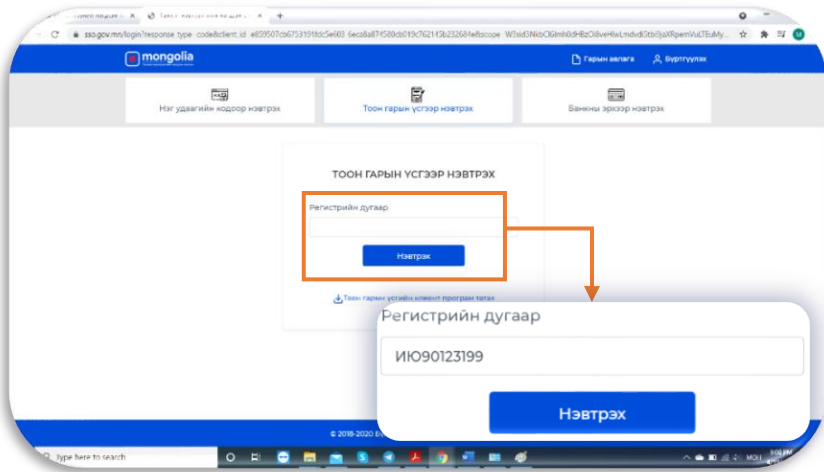 sso.gov.mn/login?response_type
mongolia
Гарын авлага
Бүртгүүлэх
Нэг удаагийн кодоор нэвтрэх
Тоон гарын үсгээр нэвтрэх
Банкны эрхээр нэвтрэх
ТООН ГАРЫН ҮСГЭЭР НЭВТРЭХ
Регистрийн дугаар
Нэвтрэх
Тоон гарын үсгийн клиент програм татах
Регистрийн дугаар
ИЮ90123199
Нэвтрэх
© 2018-2020
Type here to search